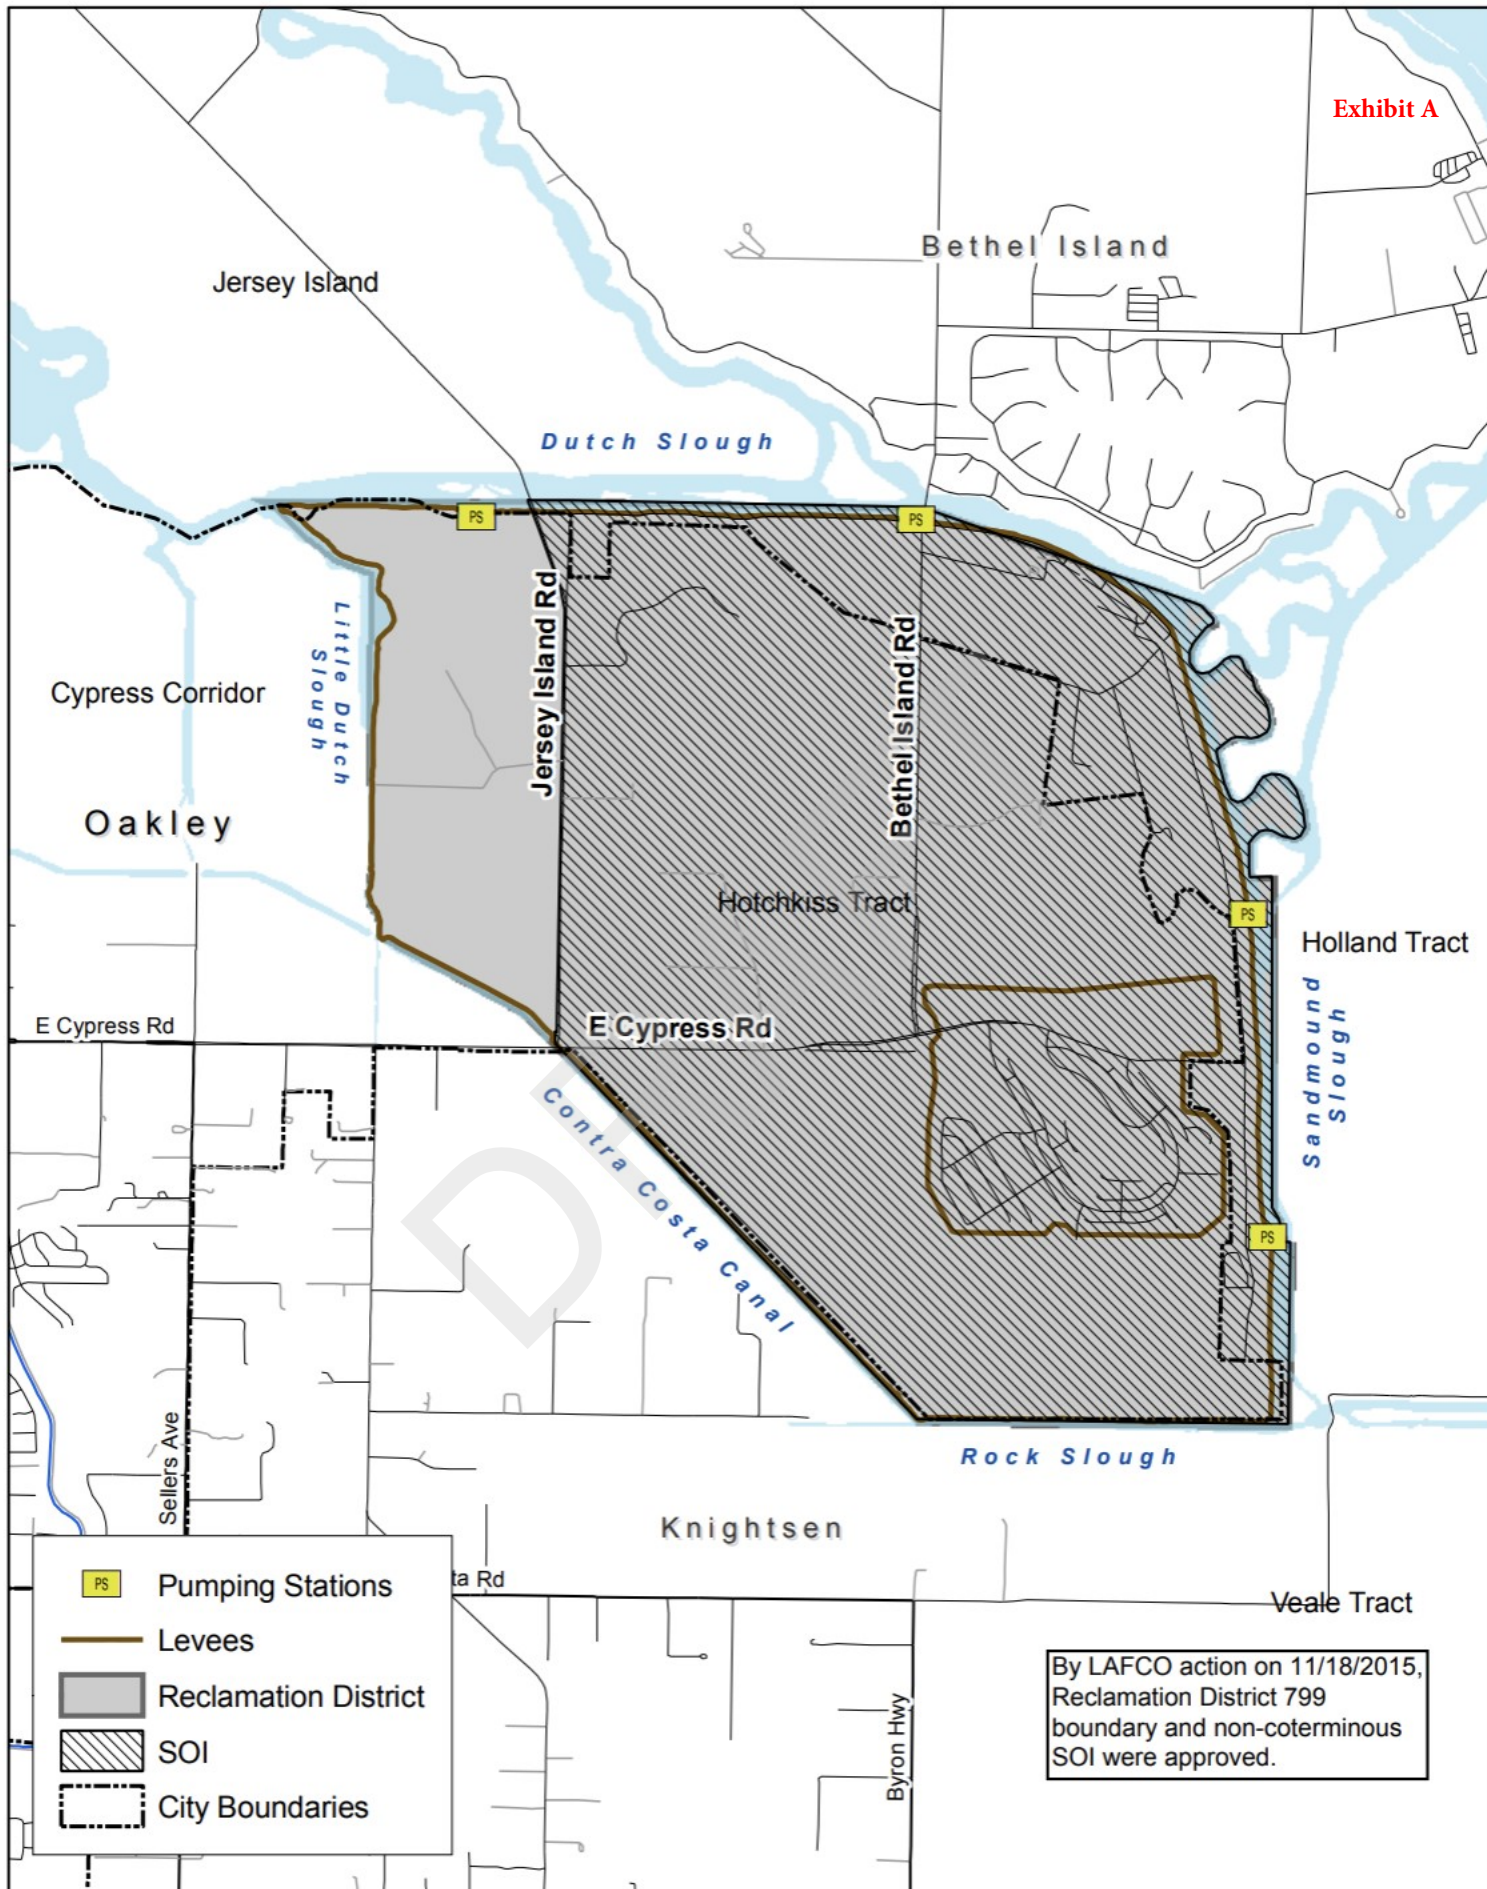 Exhibit A
Bethel Island
Jersey Island
Dutch Slough
PS
PS
Jersey Island Rd
Little Dutch
Slough
Bethel Island Rd
Cypress Corridor
Oakley
Hotchkiss Tract
PS
Holland Tract
E Cypress Rd
E Cypress Rd
Sandmound
Slough
Contra Costa Canal
PS
Rock Slough
Sellers Ave
Knightsen
PS
Pumping Stations
ta Rd
Veale Tract
Levees
Reclamation District
SOI
City Boundaries
Byron Hwy
By LAFCO action on 11/18/2015,
Reclamation District 799
boundary and non-coterminous
SOI were approved.